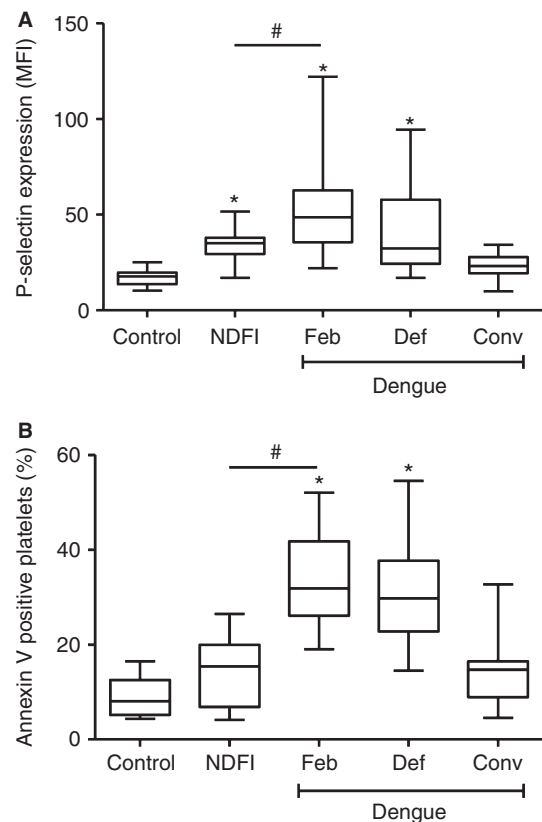 A
P-selectin expression (MFI)
150
100
50
0
#
*
*
*
Control NDFI Feb Def Conv
Dengue
B
Annexin V positive platelets (%)
60
40
20
0
#
*
*
Control NDFI Feb Def Conv
Dengue